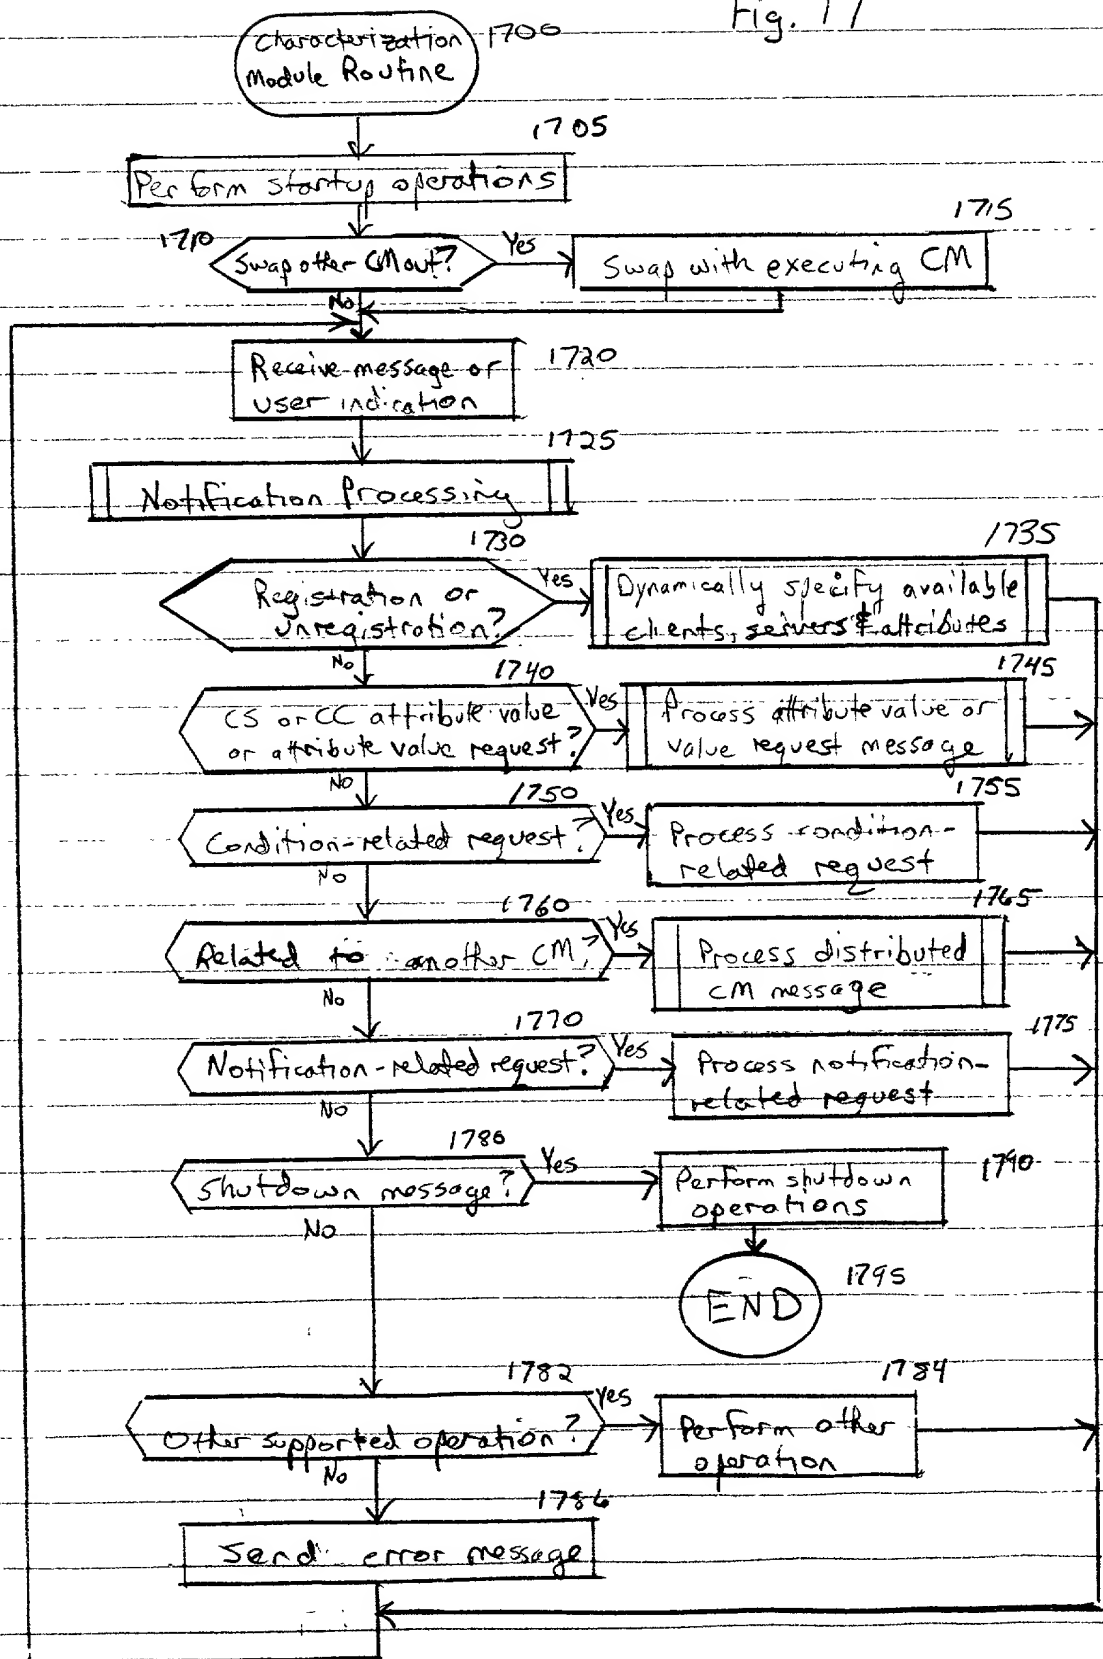 Fig. 17
Characterization 1700
Module Routine
1705
Perform startup operations
1715
1710
Swap other CM out?
Yes
Swap with executing CM
No
Receive message or
user indication
1720
1725
Notification Processing
1730
1735
Registration or
unregistration?
Yes
Dynamically specify available
clients, servers & attributes
No
1740
1745
CS or CC attribute value
or attribute value request?
Yes
Process attribute value or
value request message
No
1750
1755
Condition-related request?
Yes
Process condition-
related request
No
1760
1765
Related to another CM?
Yes
Process distributed
CM message
No
1770
1775
Notification-related request?
Yes
Process notification-
related request
No
1780
1790
Shutdown message?
Yes
Perform shutdown
operations
No
1795
END
1782
1784
Other supported operation?
Yes
Perform other
operation
No
1786
Send error message